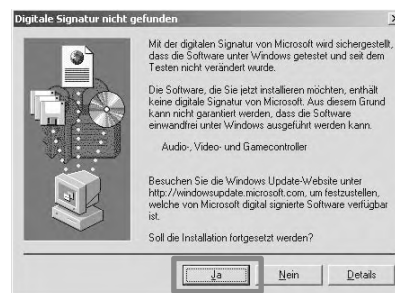 Digitale Signatur nicht gefunden
Mit der digitalen Signatur von Microsoft wird sichergestellt,
dass die Software unter Windows getestet und seit dem
Testen nicht verändert wurde.
Die Software, die Sie jetzt installieren möchten, enthält
keine digitale Signatur von Microsoft. Aus diesem Grund
kann nicht garantiert werden, dass die Software
einwandfrei unter Windows ausgeführt werden kann.
Audio-, Video- und Gamecontroller
Besuchen Sie die Windows Update-Website unter
http://windowsupdate.microsoft.com, um festzustellen,
welche von Microsoft digital signierte Software verfügbar
ist.
Soll die Installation fortgesetzt werden?
Ja Nein Details